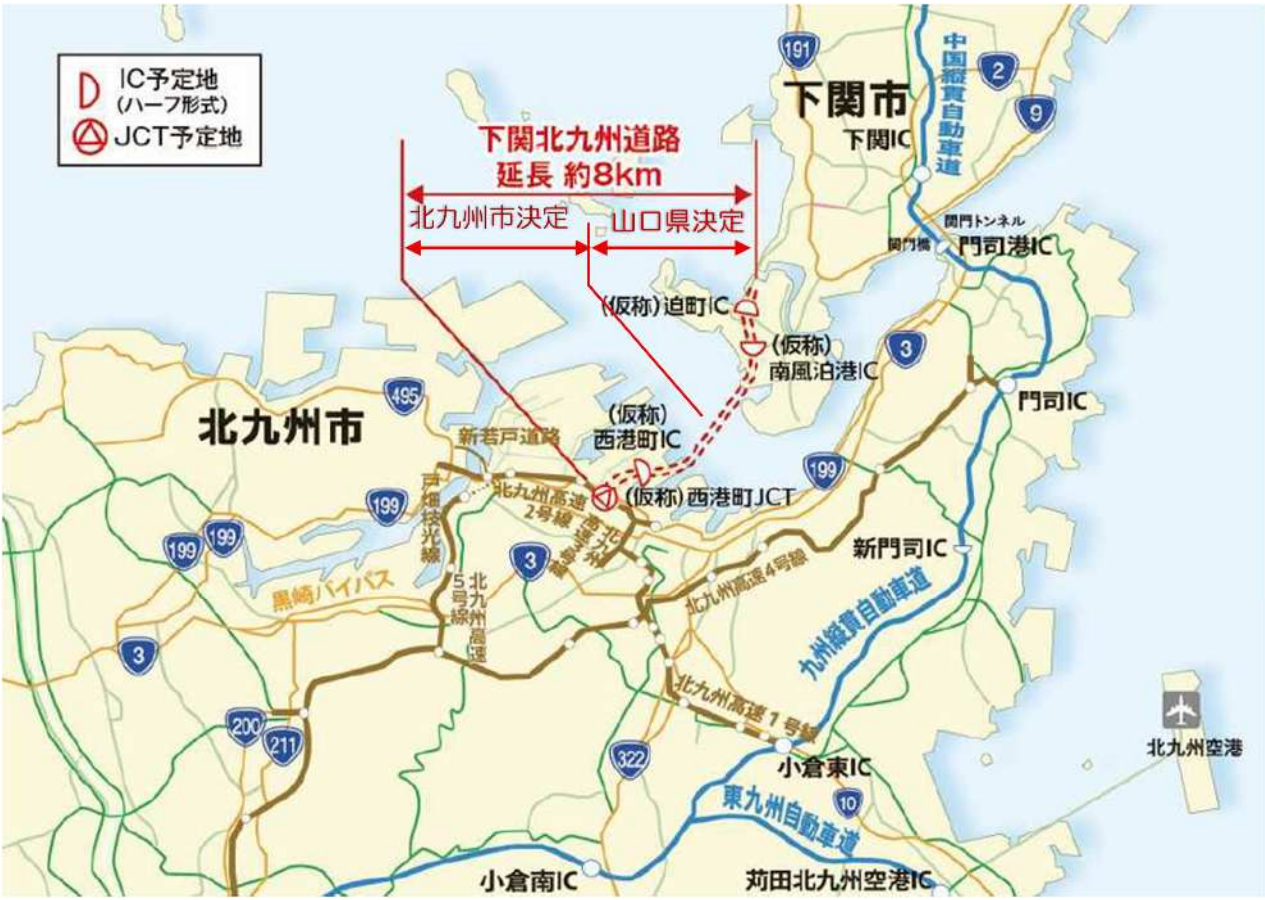 IC予定地
(ハーフ形式)
JCT予定地
下関北九州道路
延長 約8km
北九州市決定
山口県決定
191
2
9
下関市
下関IC
中国縦貫自動車道
関門トンネル
関門橋
門司港IC
(仮称)迫町IC
(仮称)
南風泊港IC
3
門司IC
495
北九州市
新若戸道路
(仮称)
西港町IC
(仮称)西港町JCT
199
199
199
199
戸畑枝光線
北九州高速
2号線
3
新門司IC
北九州高速4号線
黒崎バイパス
北九州高速
5号線
九州縦貫自動車道
3
北九州高速1号線
200
211
322
小倉東IC
北九州空港
10
東九州自動車道
小倉南IC
苅田北九州空港IC